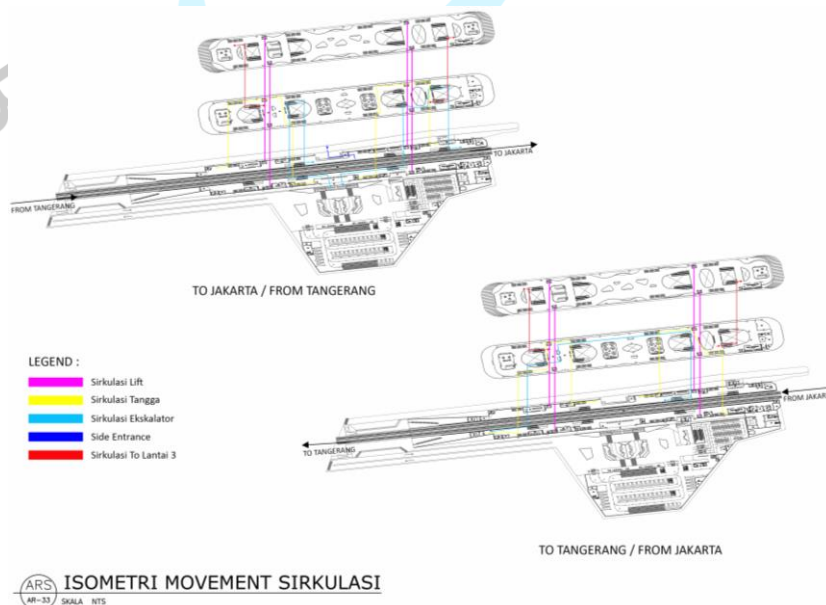 TO JAKARTA
FROM TANGERANG
TO JAKARTA / FROM TANGERANG
LEGEND :
Sirkulasi Lift
Sirkulasi Tangga
Sirkulasi Ekskalator
Side Entrance
Sirkulasi To Lantai 3
FROM JAKAR
TO TANGERANG
TO TANGERANG / FROM JAKARTA
ARS
AR-33
ISOMETRI MOVEMENT SIRKULASI
SKALA NTS